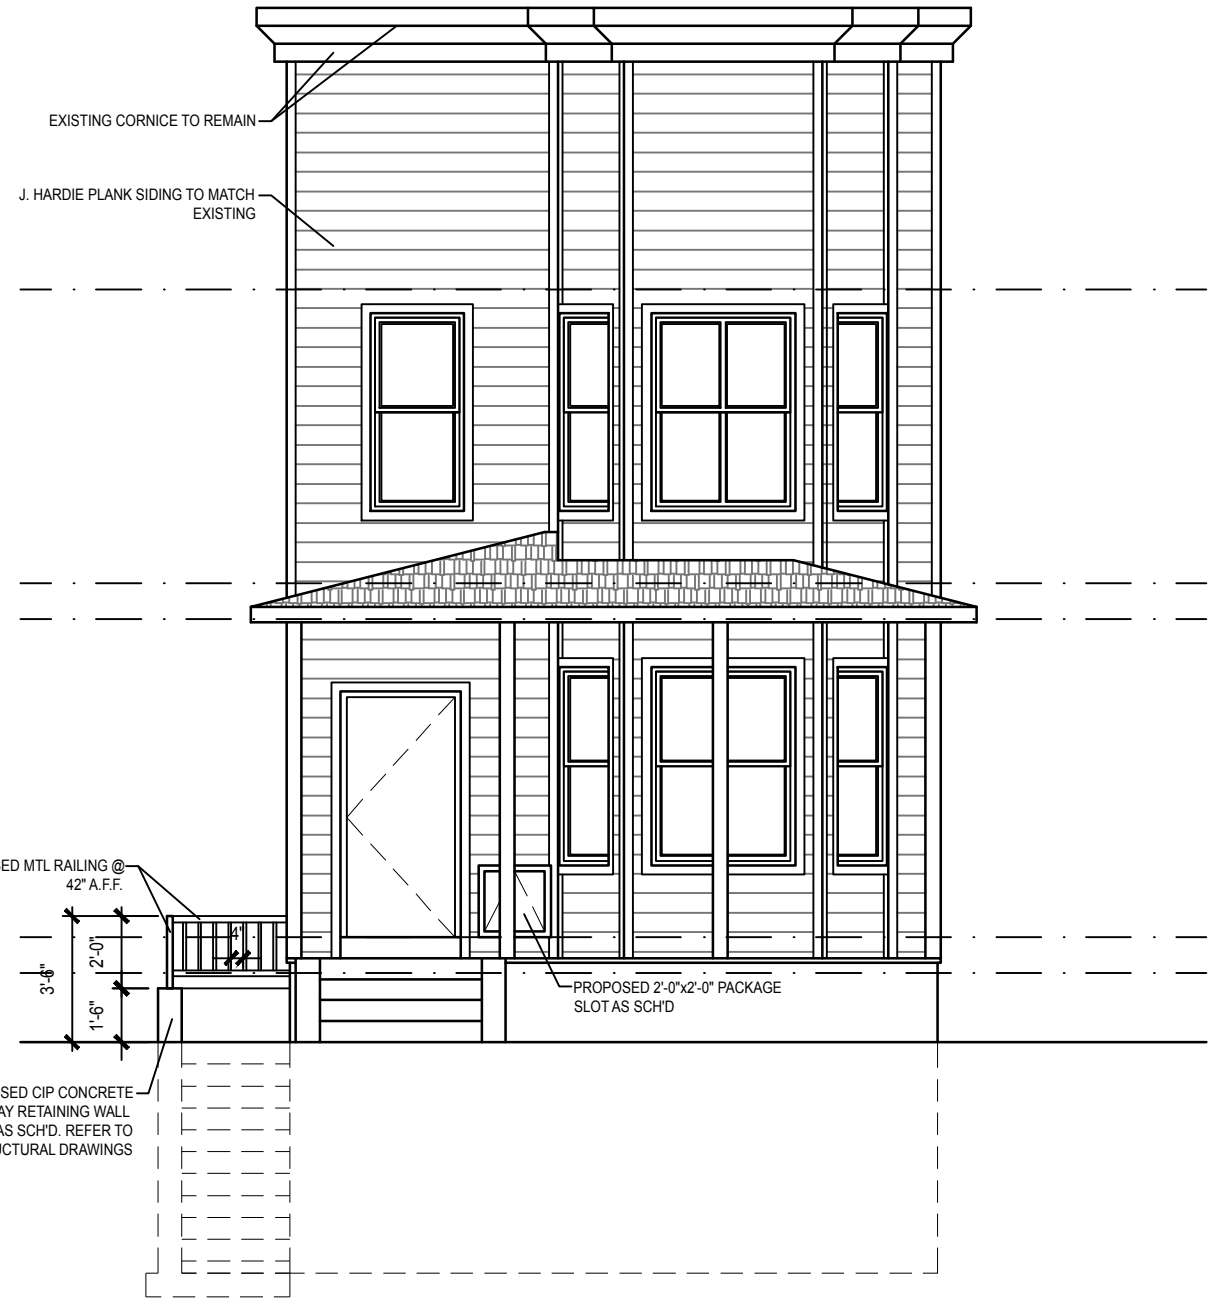 EXISTING CORNICE TO REMAIN
J. HARDIE PLANK SIDING TO MATCH
EXISTING
SED MTL RAILING @
42" A.F.F.
4"
2'-0"
3'-6"
1'-6"
PROPOSED 2'-0"x2'-0" PACKAGE
SLOT AS SCH'D
SED CIP CONCRETE
AY RETAINING WALL
AS SCH'D. REFER TO
UCTURAL DRAWINGS